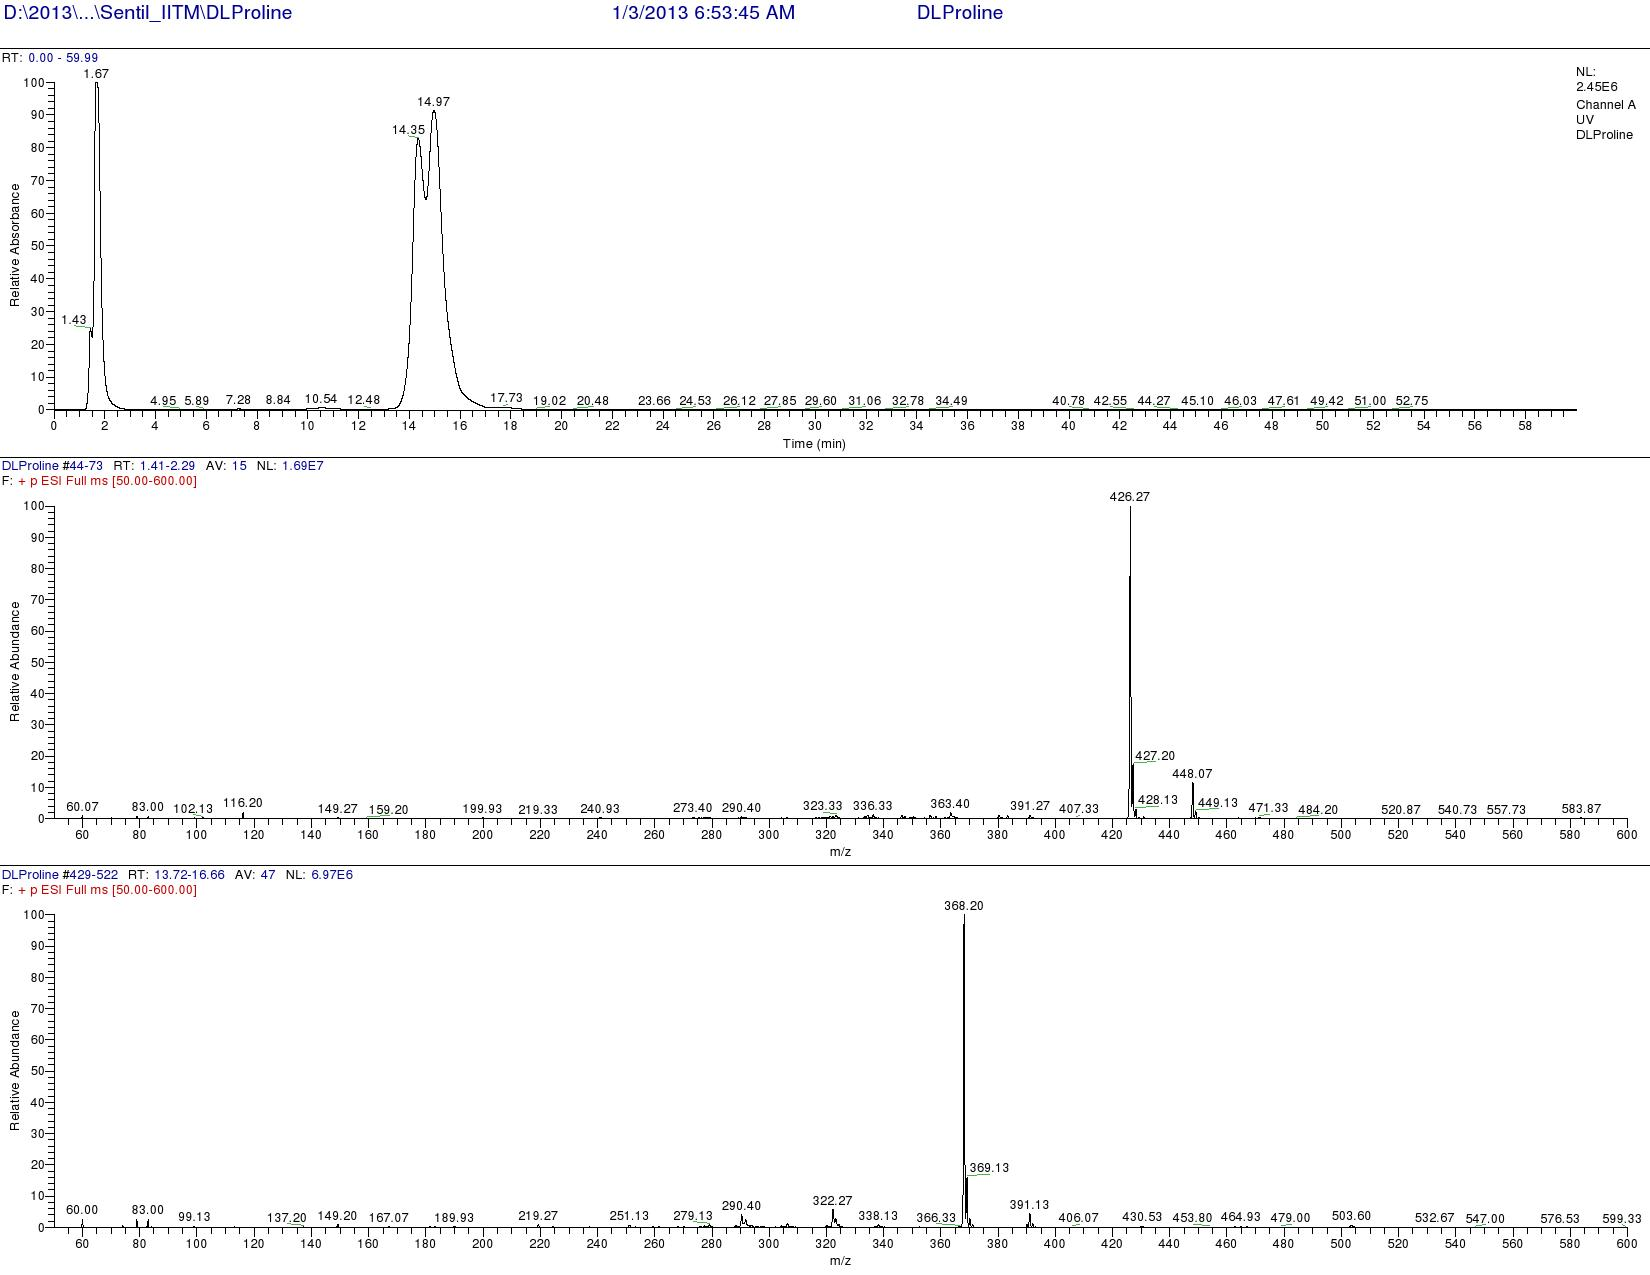 D:\2013\...\Sentil_IITM\DLProline 1/3/2013 6:53:45 AM DLProline
RT: 0.00 - 59.99
NL:
2.45E6
Channel A
UV
DLProline
1.67
14.97
14.35
1.43
4.95 5.89 7.28 8.84 10.54 12.48 17.73 19.02 20.48 23.66 24.53 26.12 27.85 29.60 31.06 32.78 34.49 40.78 42.55 44.27 45.10 46.03 47.61 49.42 51.00 52.75
100
90
80
70
60
50
40
30
20
10
0
Relative Absorbance
0 2 4 6 8 10 12 14 16 18 20 22 24 26 28 30 32 34 36 38 40 42 44 46 48 50 52 54 56 58
Time (min)
DLProline #44-73 RT: 1.41-2.29 AV: 15 NL: 1.69E7
F: + p ESI Full ms [50.00-600.00]
426.27
427.20
448.07
428.13
449.13
60.07 83.00 102.13 116.20 149.27 159.20 199.93 219.33 240.93 273.40 290.40 323.33 336.33 363.40 391.27 407.33 471.33 484.20 520.87 540.73 557.73 583.87
100
90
80
70
60
50
40
30
20
10
0
Relative Abundance
60 80 100 120 140 160 180 200 220 240 260 280 300 320 340 360 380 400 420 440 460 480 500 520 540 560 580 600
m/z
DLProline #429-522 RT: 13.72-16.66 AV: 47 NL: 6.97E6
F: + p ESI Full ms [50.00-600.00]
368.20
369.13
60.00 83.00 99.13 137.20 149.20 167.07 189.93 219.27 251.13 279.13 290.40 322.27 338.13 366.33 391.13 406.07 430.53 453.80 464.93 479.00 503.60 532.67 547.00 576.53 599.33
100
90
80
70
60
50
40
30
20
10
0
Relative Abundance
60 80 100 120 140 160 180 200 220 240 260 280 300 320 340 360 380 400 420 440 460 480 500 520 540 560 580 600
m/z